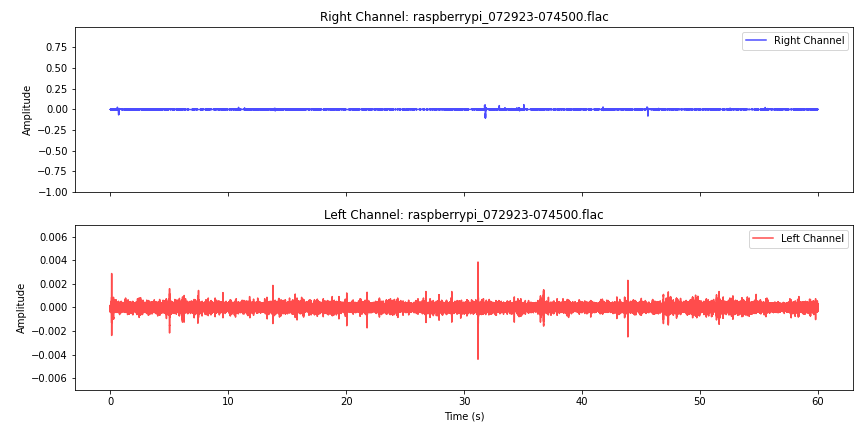 Right Channel: raspberrypi_072923-074500.flac
Right Channel
Amplitude
0.75
0.50
0.25
0.00
−0.25
−0.50
−0.75
−1.00
Left Channel: raspberrypi_072923-074500.flac
Left Channel
Amplitude
0.006
0.004
0.002
0.000
−0.002
−0.004
−0.006
0 10 20 30 40 50 60
Time (s)